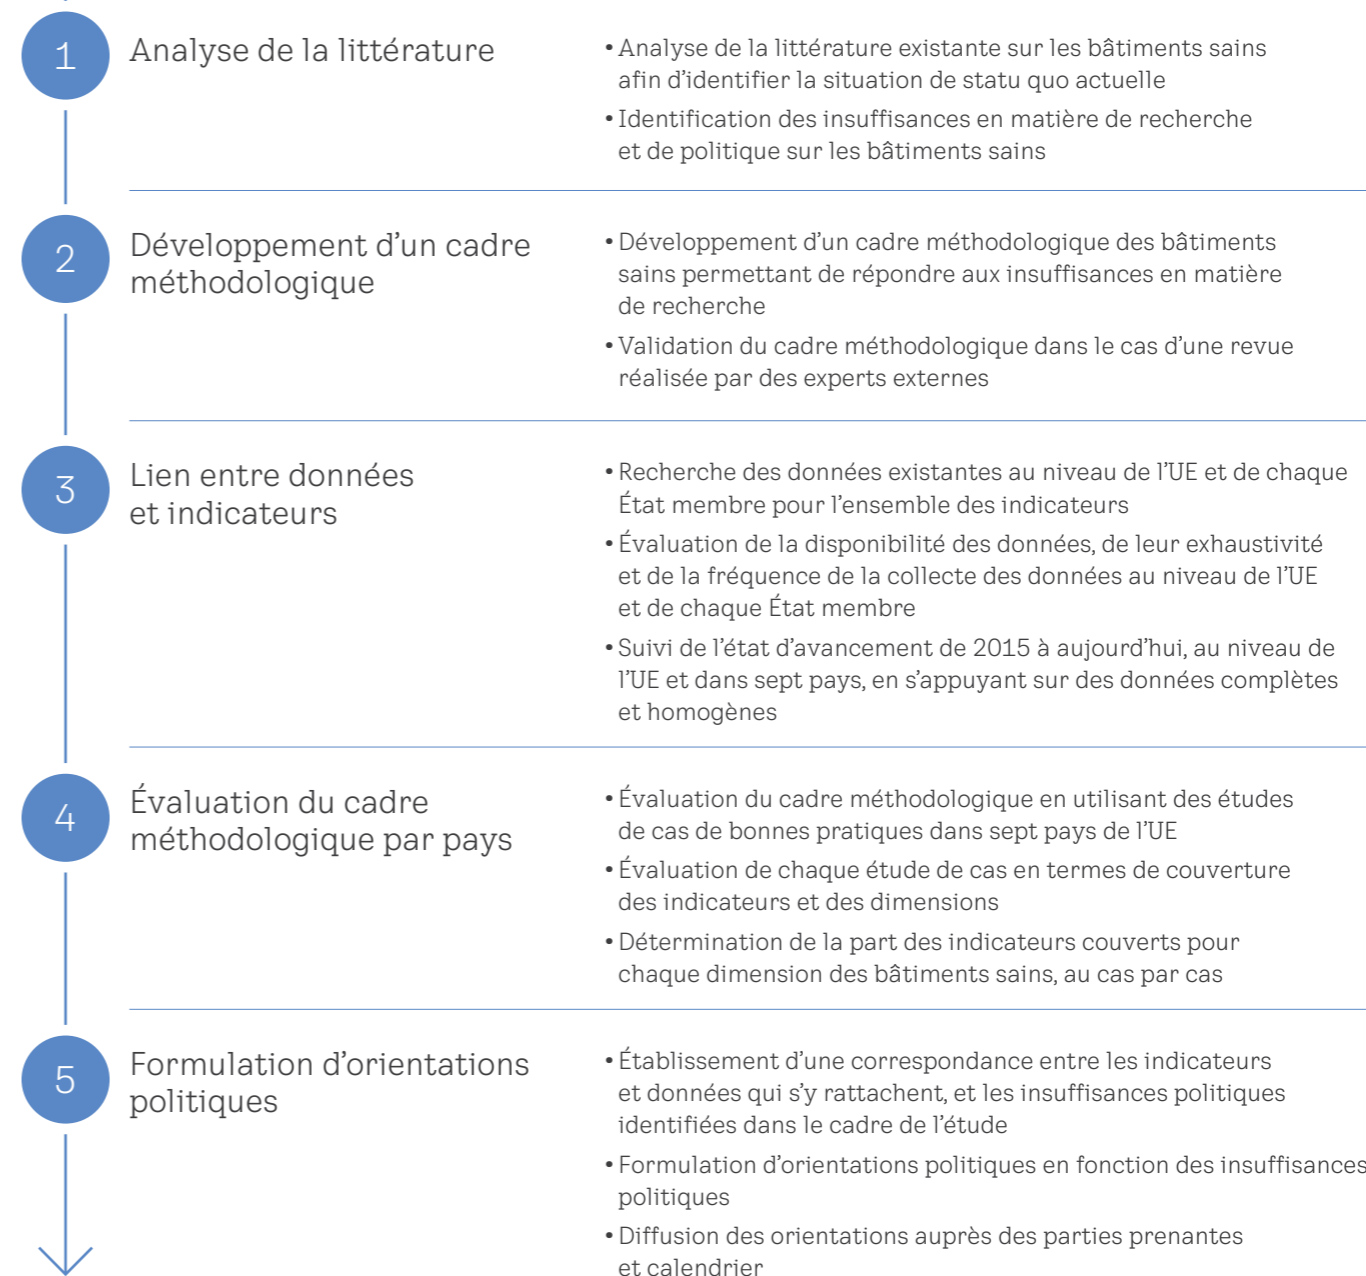 1
Analyse de la littérature
• Analyse de la littérature existante sur les bâtiments sains
afin d’identifier la situation de statu quo actuelle
• Identification des insuffisances en matière de recherche
et de politique sur les bâtiments sains
2
Développement d’un cadre
méthodologique
• Développement d’un cadre méthodologique des bâtiments
sains permettant de répondre aux insuffisances en matière
de recherche
• Validation du cadre méthodologique dans le cas d’une revue
réalisée par des experts externes
3
Lien entre données
et indicateurs
• Recherche des données existantes au niveau de l’UE et de chaque
État membre pour l’ensemble des indicateurs
• Évaluation de la disponibilité des données, de leur exhaustivité
et de la fréquence de la collecte des données au niveau de l’UE
et de chaque État membre
• Suivi de l’état d’avancement de 2015 à aujourd’hui, au niveau de
l’UE et dans sept pays, en s’appuyant sur des données complètes
et homogènes
4
Évaluation du cadre
méthodologique par pays
• Évaluation du cadre méthodologique en utilisant des études
de cas de bonnes pratiques dans sept pays de l’UE
• Évaluation de chaque étude de cas en termes de couverture
des indicateurs et des dimensions
• Détermination de la part des indicateurs couverts pour
chaque dimension des bâtiments sains, au cas par cas
5
Formulation d’orientations
politiques
• Établissement d’une correspondance entre les indicateurs
et données qui s’y rattachent, et les insuffisances politiques
identifiées dans le cadre de l’étude
• Formulation d’orientations politiques en fonction des insuffisances
politiques
• Diffusion des orientations auprès des parties prenantes
et calendrier